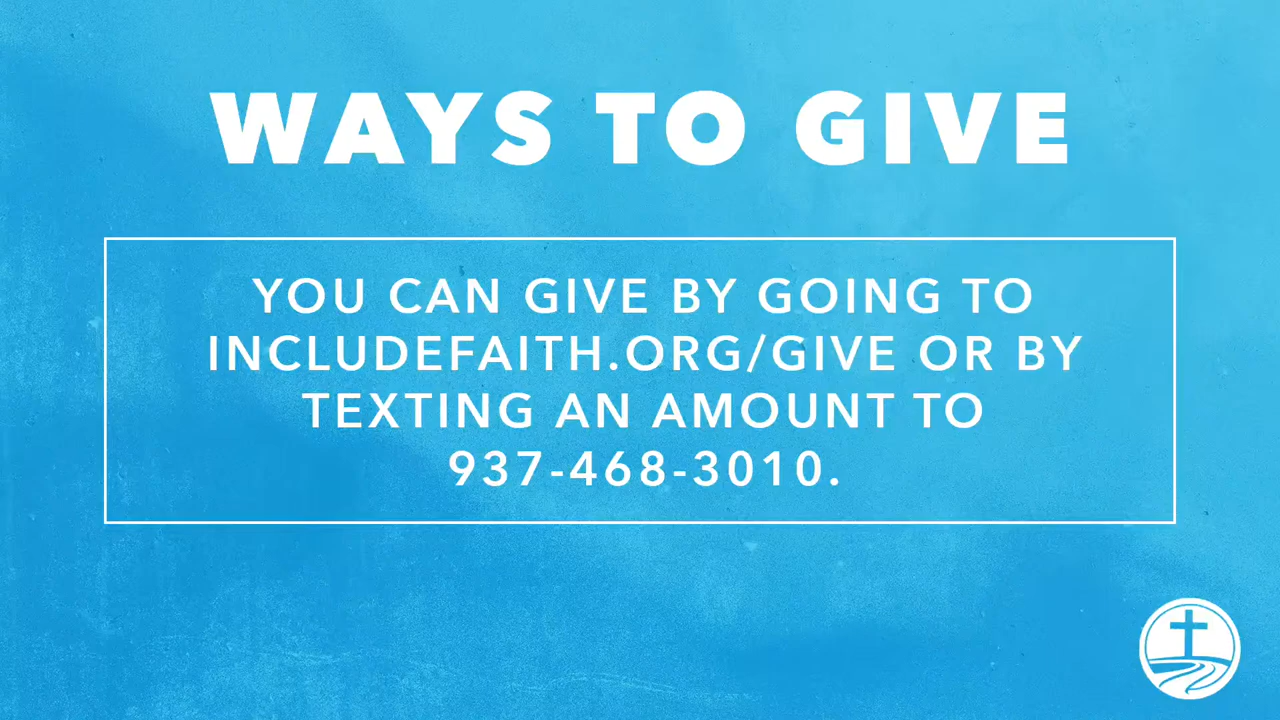 WAYS TO GIVE
YOU CAN GIVE BY GOING TO
INCLUDEFAITH.ORG/GIVE OR BY
TEXTING AN AMOUNT TO
937-468-3010.